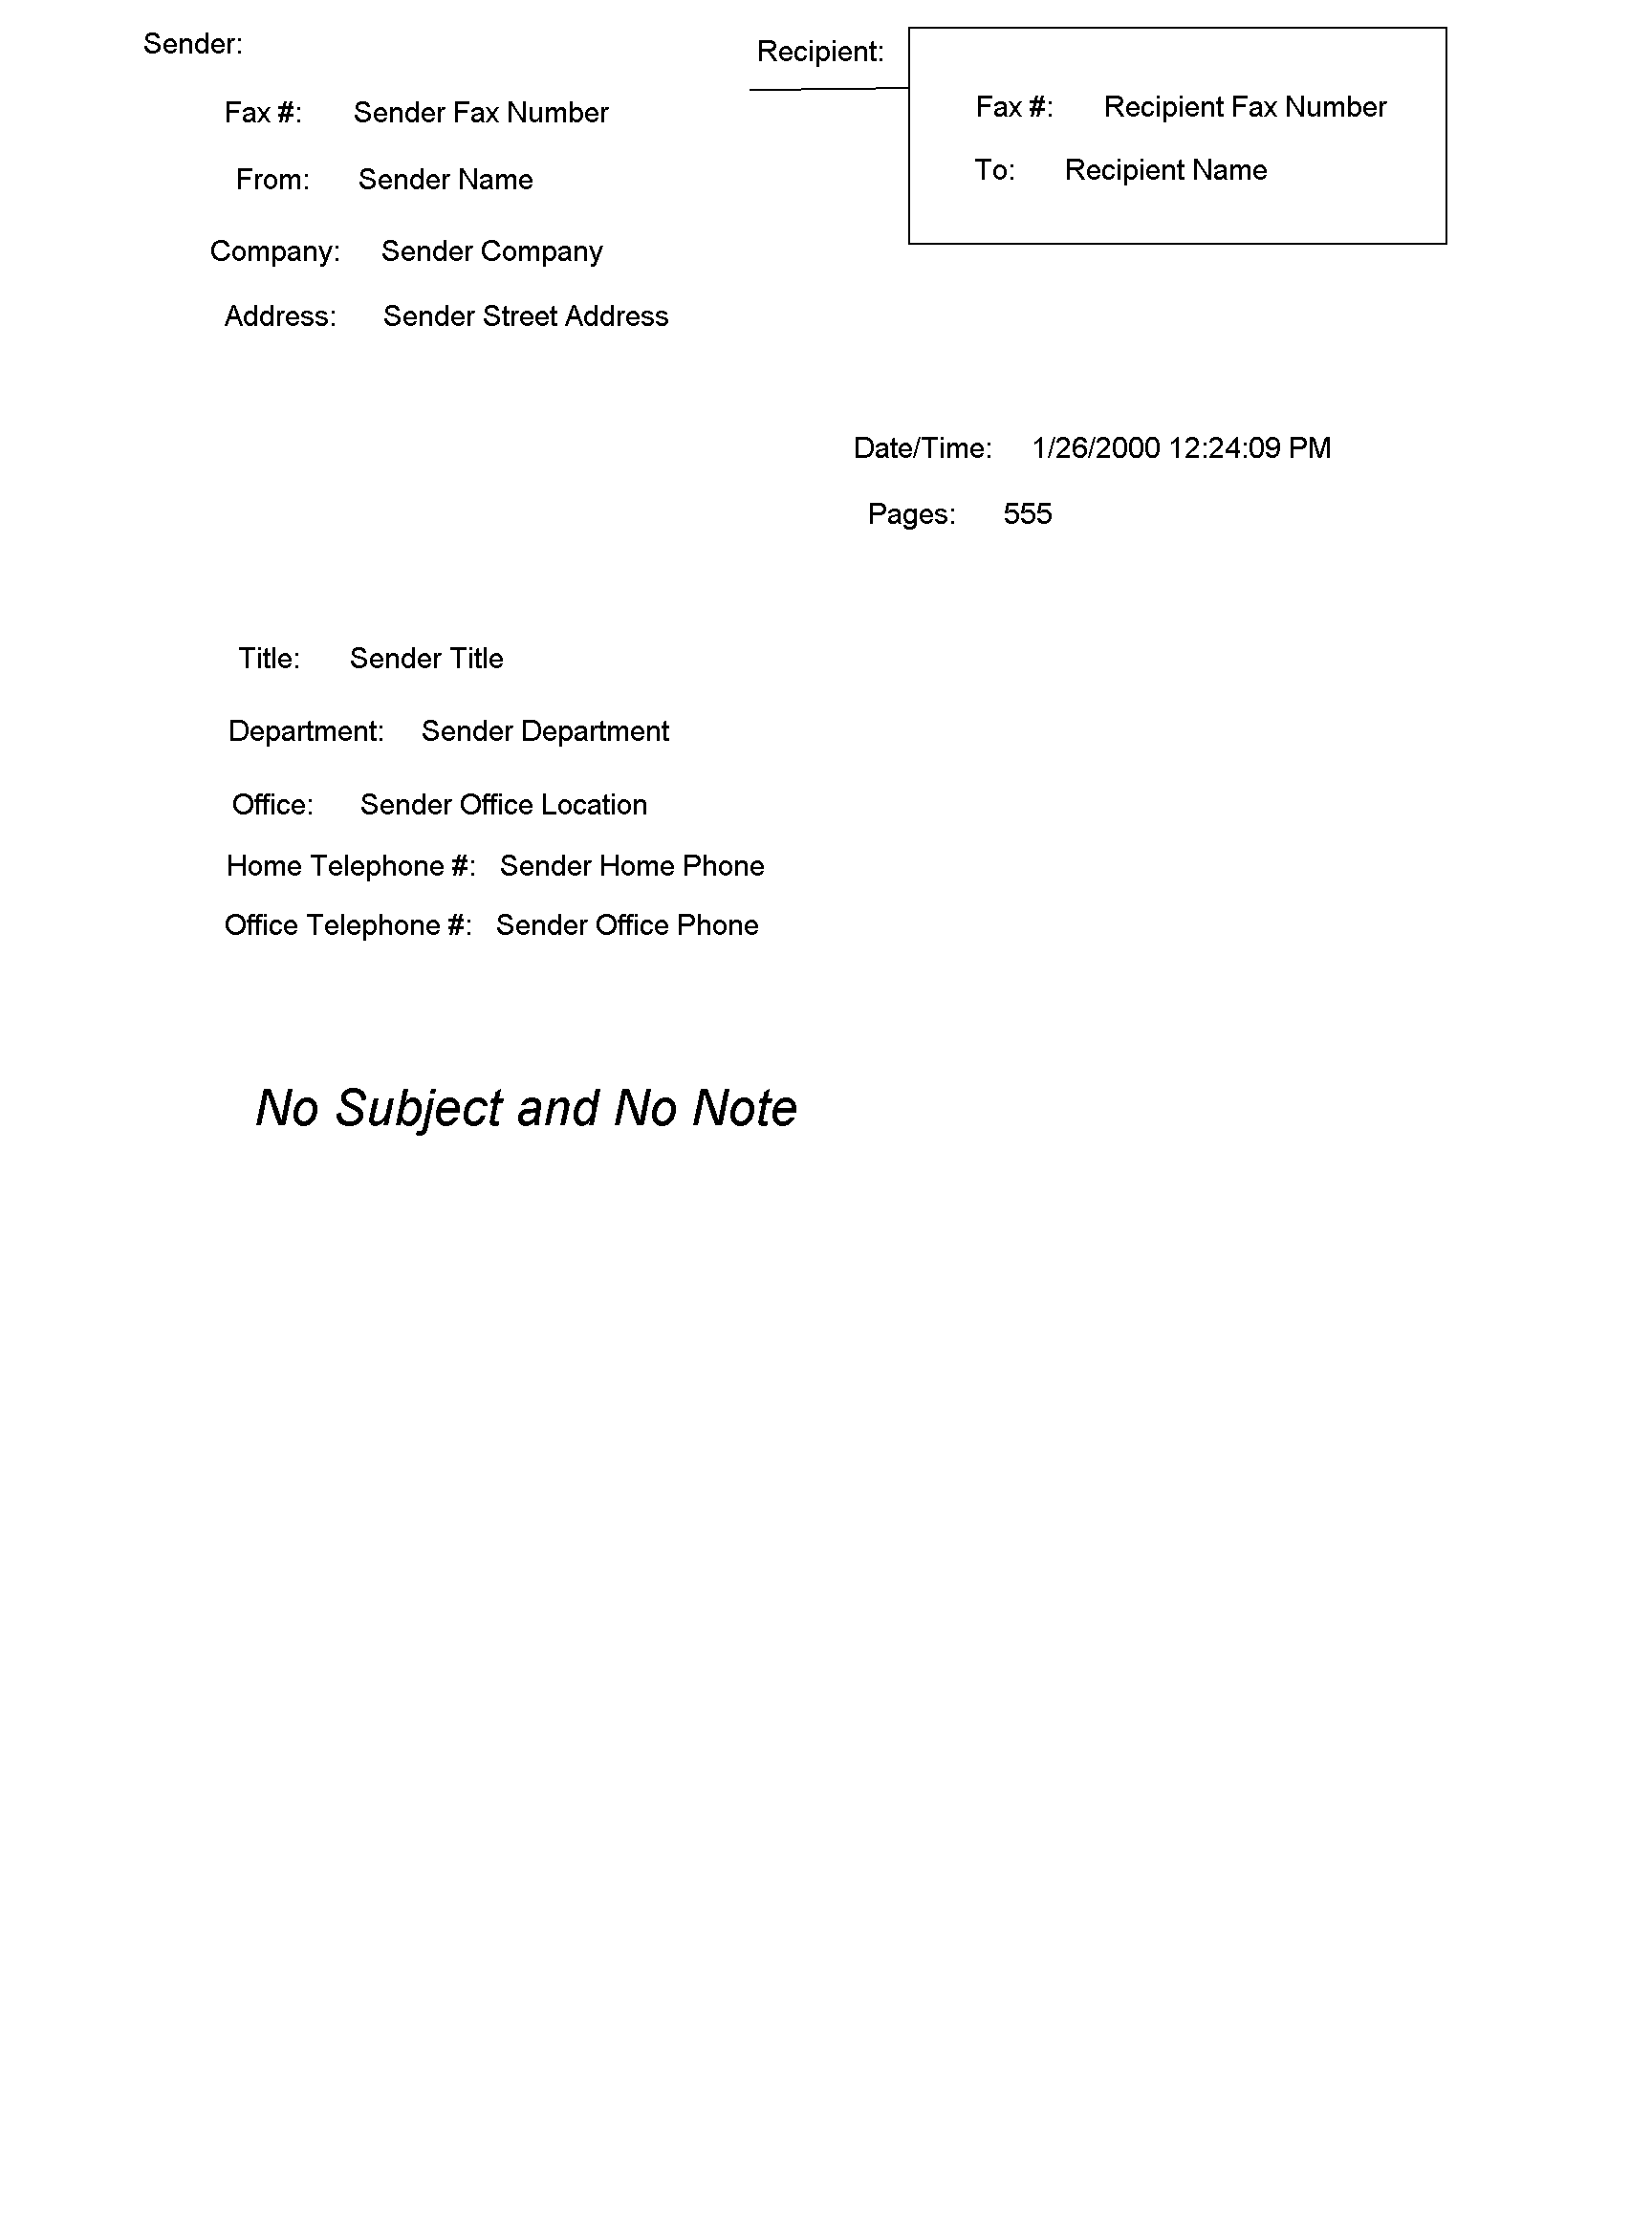 Sender:
Fax #: Sender Fax Number
From: Sender Name
Company: Sender Company
Address: Sender Street Address
Recipient:
Fax #: Recipient Fax Number
To: Recipient Name
Date/Time: 1/26/2000 12:24:09 PM
Pages: 555
Title: Sender Title
Department: Sender Department
Office: Sender Office Location
Home Telephone #: Sender Home Phone
Office Telephone #: Sender Office Phone
No Subject and No Note